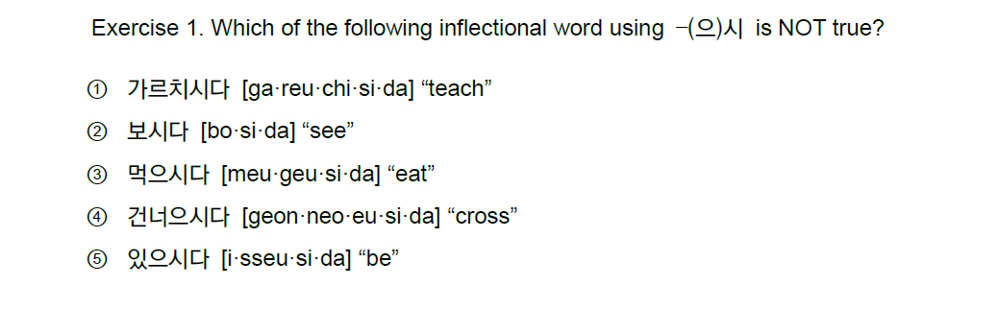 Exercise 1. Which of the following inflectional word using –(으)시 is NOT true?
① 가르치시다 [ga·reu·chi·si·da] “teach”
② 보시다 [bo·si·da] “see”
③ 먹으시다 [meu·geu·si·da] “eat”
④ 건너으시다 [geon·neo·eu·si·da] “cross”
⑤ 있으시다 [i·sseu·si·da] “be”